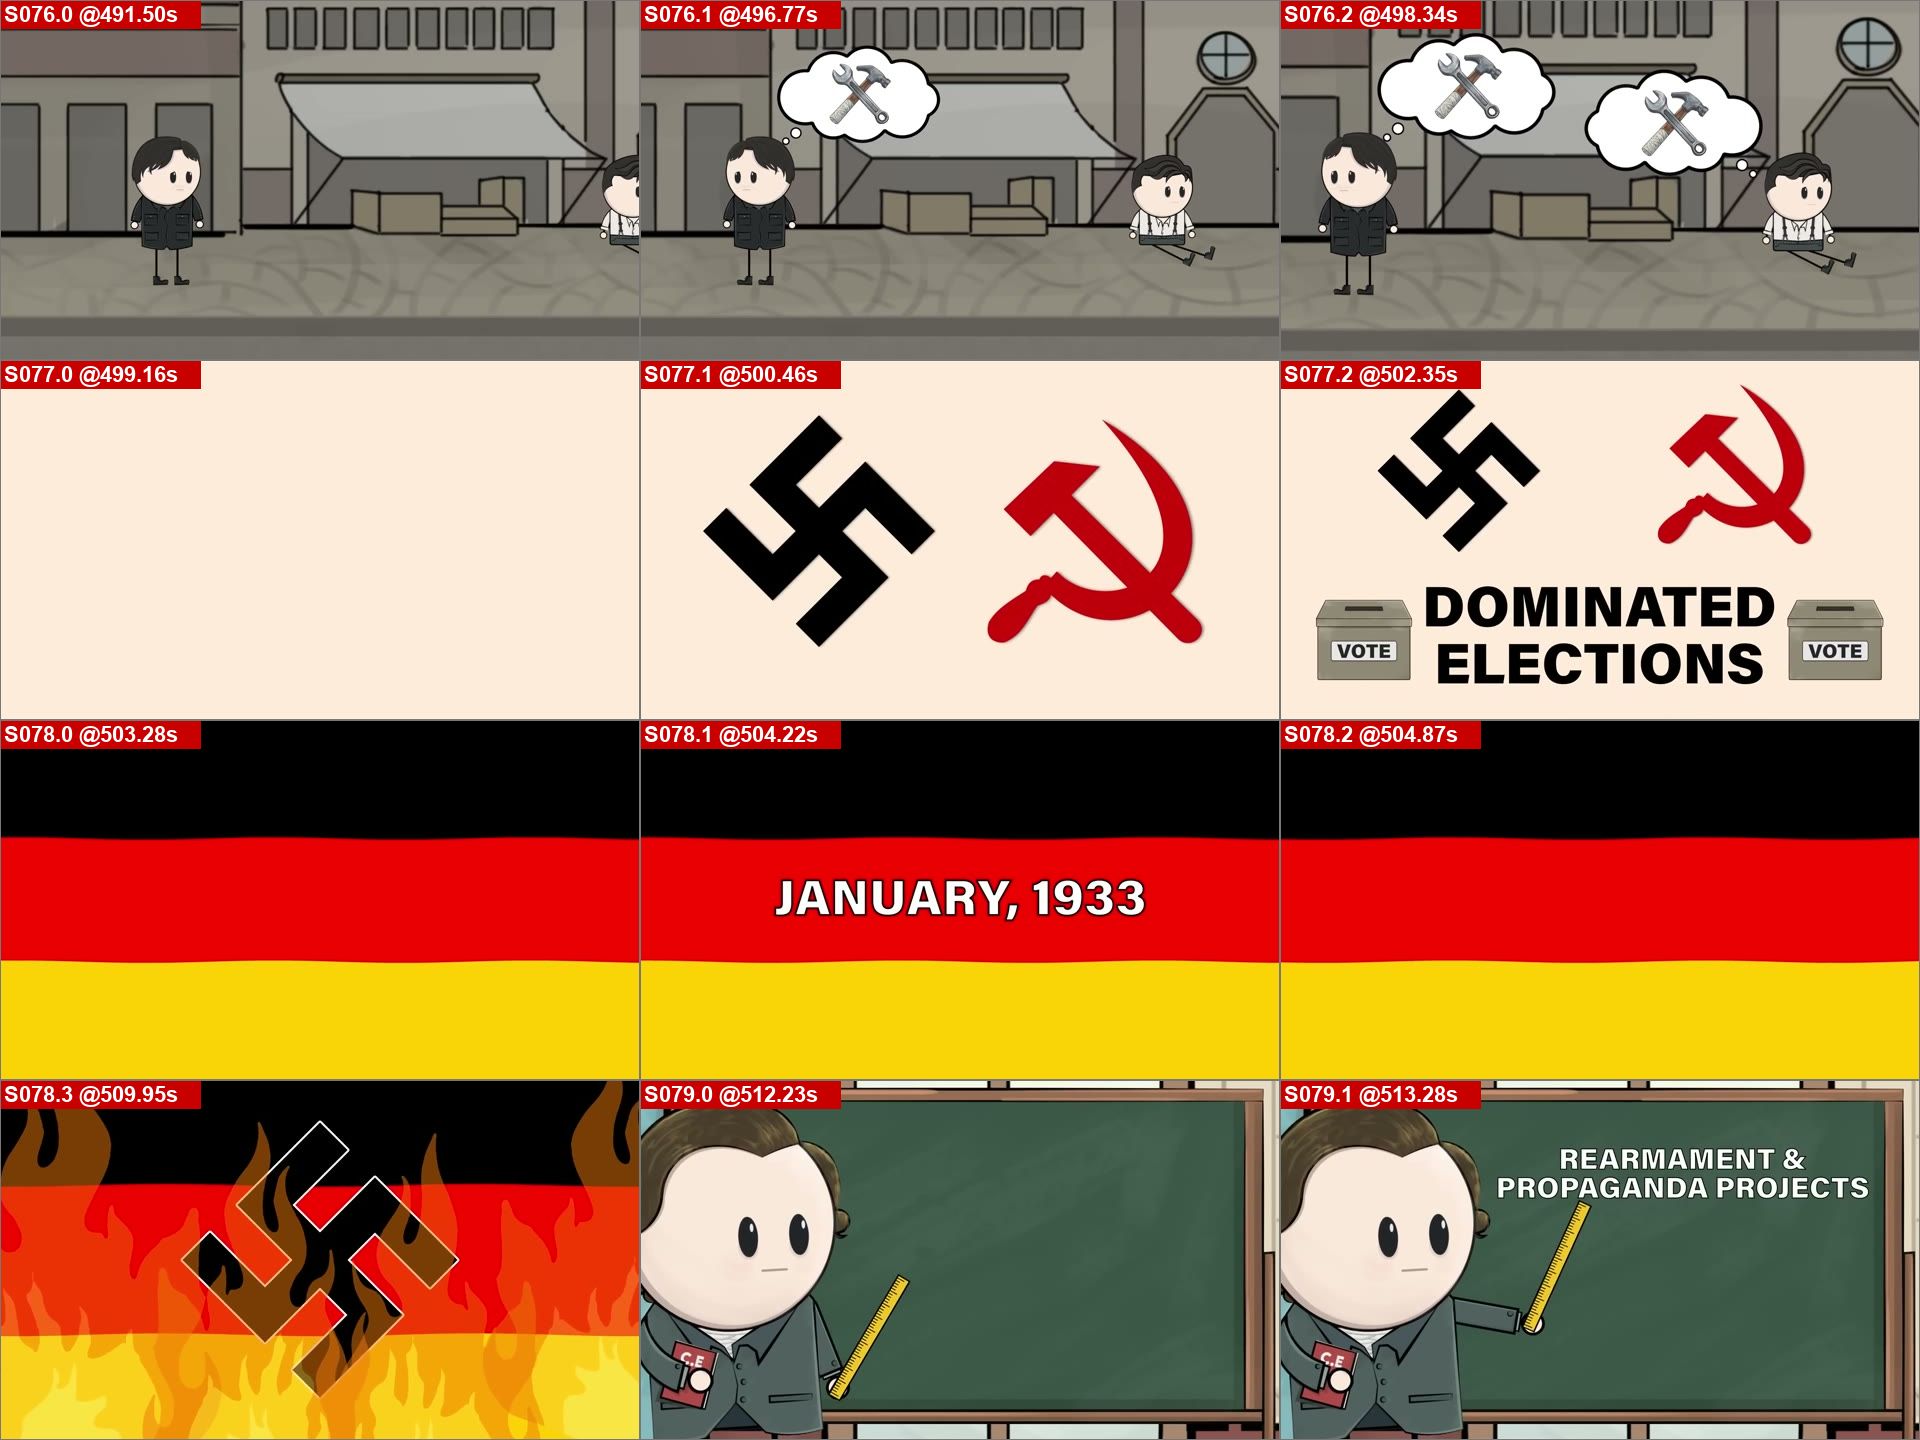 S076.0 @491.50s
S076.1 @496.77s
S076.2 @498.34s
S077.0 @499.16s
S077.1 @500.46s
S077.2 @502.35s
DOMINATED
ELECTIONS
VOTE
VOTE
S078.0 @503.28s
S078.1 @504.22s
JANUARY, 1933
S078.2 @504.87s
S078.3 @509.95s
S079.0 @512.23s
C.E
S079.1 @513.28s
REARMAMENT &
PROPAGANDA PROJECTS
C.E